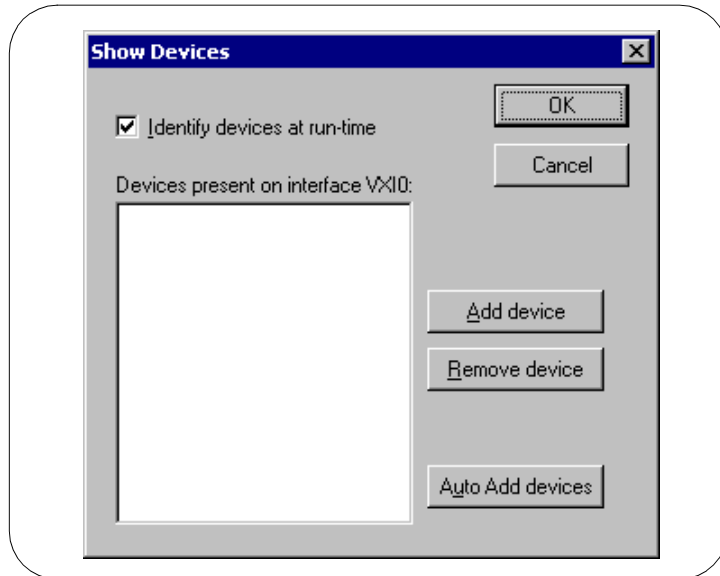 Show Devices
OK
Identify devices at run-time
Cancel
Devices present on interface VXI0:
Add device
Remove device
Auto Add devices